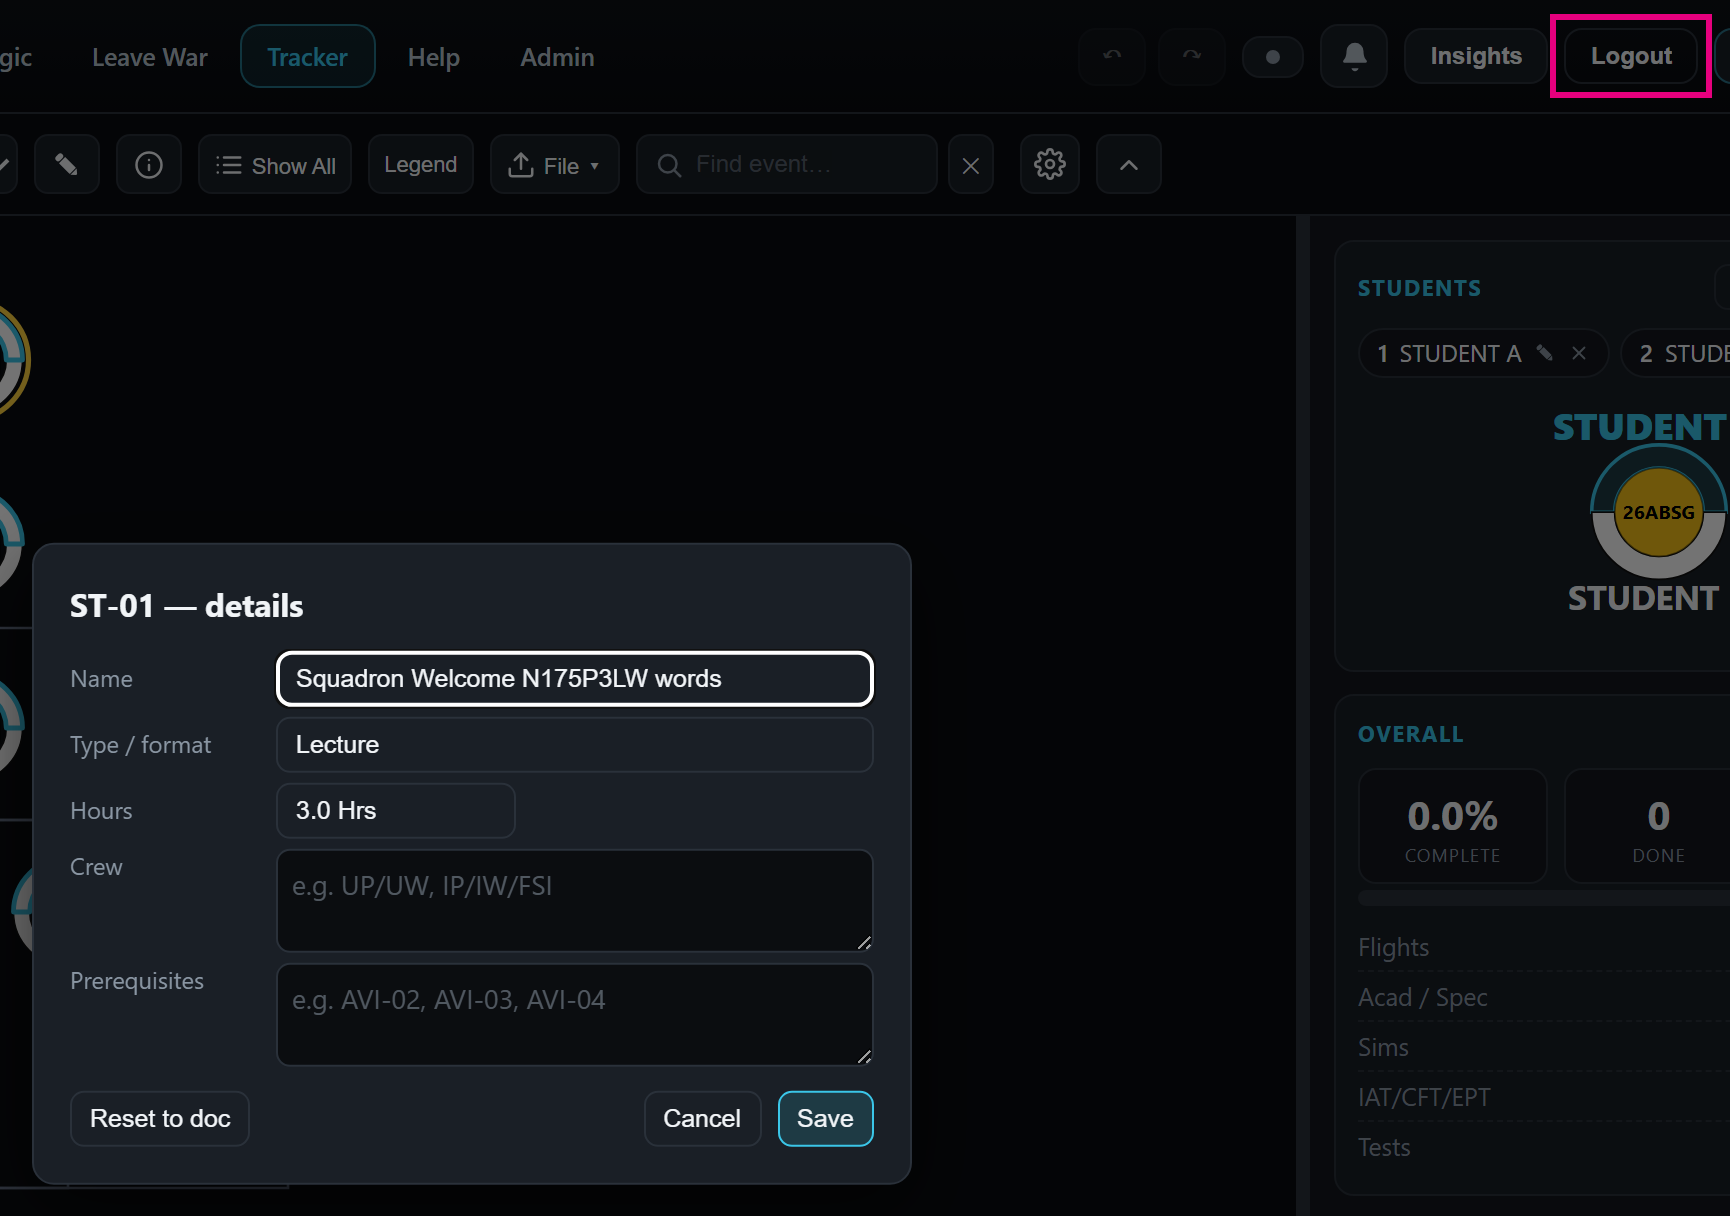 gic Leave War Tracker Help Admin Insights Logout
Show All Legend File Find event...
STUDENTS
1 STUDENT A 2 STUDE
STUDENT
26ABSG
STUDENT
ST-01 — details
Name Squadron Welcome N175P3LW words
Type / format Lecture
Hours 3.0 Hrs
Crew e.g. UP/UW, IP/IW/FSI
Prerequisites e.g. AVI-02, AVI-03, AVI-04
Reset to doc Cancel Save
OVERALL
0.0% 0
COMPLETE DONE
Flights
Acad / Spec
Sims
IAT/CFT/EPT
Tests